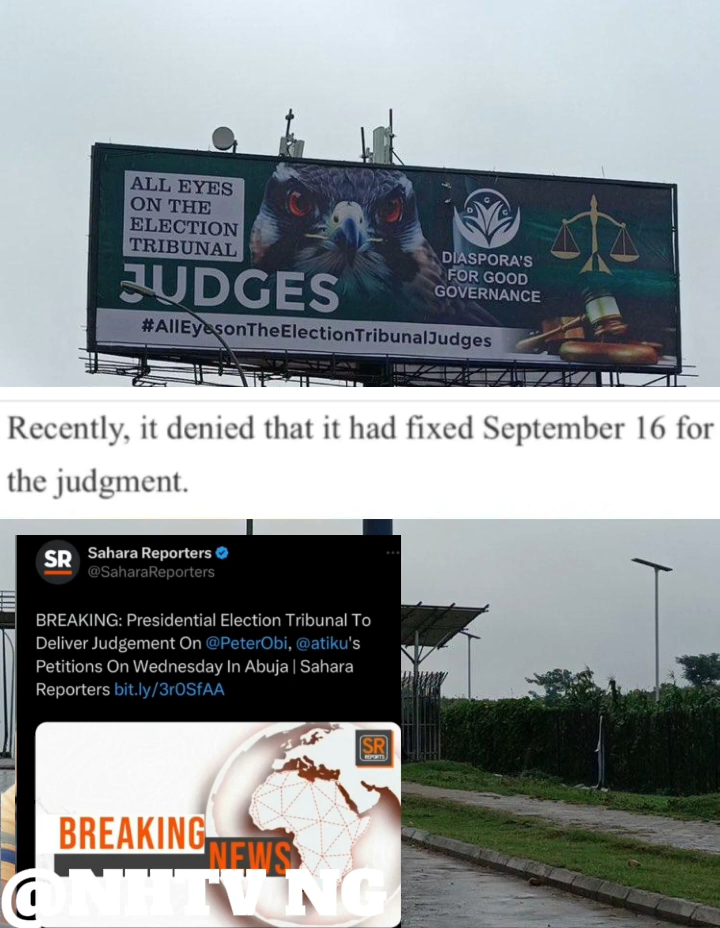 ALL EYES
ON THE
ELECTION
TRIBUNAL
JUDGES
DIASPORA'S
FOR GOOD
GOVERNANCE
#AllEyesonTheElectionTribunalJudges
Recently, it denied that it had fixed September 16 for
the judgment.
SR
Sahara Reporters
@SaharaReporters
BREAKING: Presidential Election Tribunal To
Deliver Judgement On @PeterObi, @atiku's
Petitions On Wednesday In Abuja | Sahara
Reporters bit.ly/3r0SfAA
SR
REPORTERS
BREAKING
NEWS
@NHTV NG